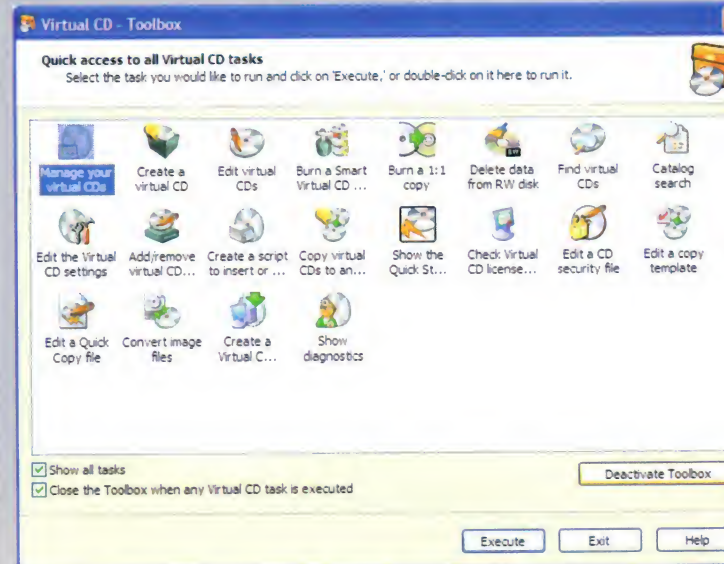 Virtual CD - Toolbox
Quick access to all Virtual CD tasks
Select the task you would like to run and click on 'Execute,' or double-click on it here to run it.
Manage your virtual CDs
Create a virtual CD
Edit virtual CDs
Burn a Smart Virtual CD ...
Burn a 1:1 copy
Delete data from RW disk
Find virtual CDs
Catalog search
Edit the Virtual CD settings
Add/remove virtual CD...
Create a script to insert or ...
Copy virtual CDs to an...
Show the Quick St...
Check Virtual CD license...
Edit a CD security file
Edit a copy template
Edit a Quick Copy file
Convert image files
Create a Virtual C...
Show diagnostics
Show all tasks
Close the Toolbox when any Virtual CD task is executed
Deactivate Toolbox
Execute
Exit
Help